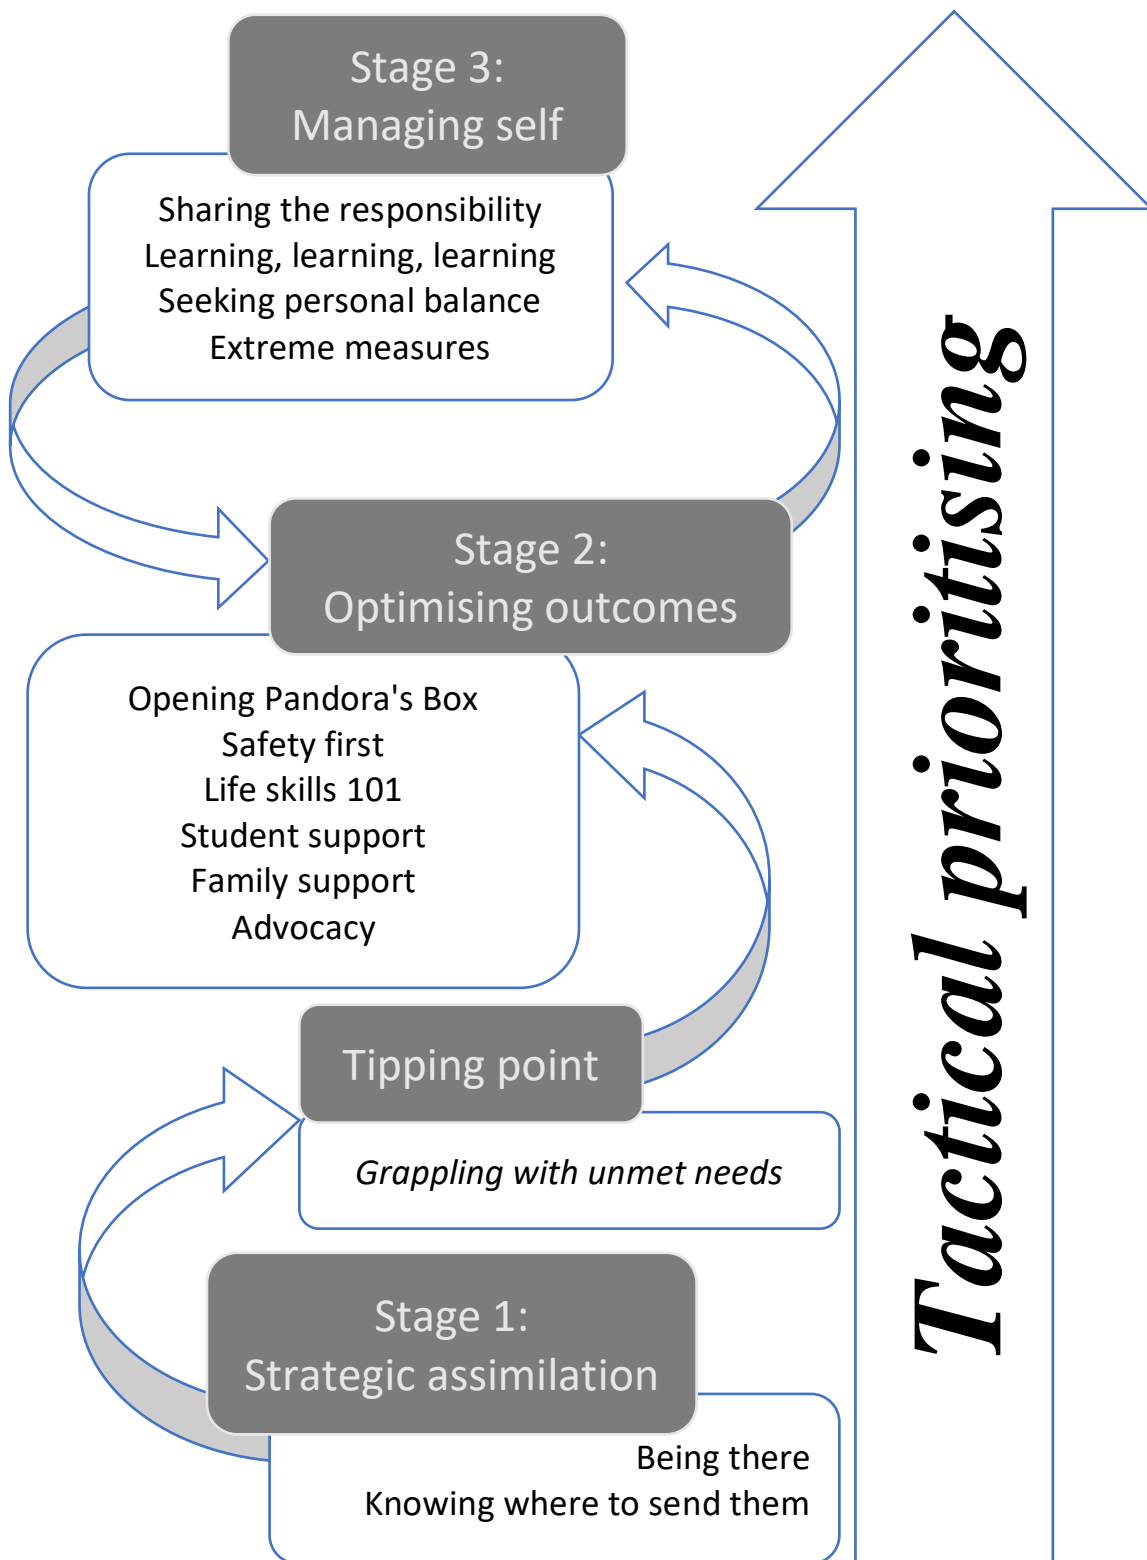 Stage 3:
Managing self
Sharing the responsibility
Learning, learning, learning
Seeking personal balance
Extreme measures
Stage 2:
Optimising outcomes
Opening Pandora's Box
Safety first
Life skills 101
Student support
Family support
Advocacy
Tipping point
Grappling with unmet needs
Stage 1:
Strategic assimilation
Being there
Knowing where to send them
Tactical prioritising